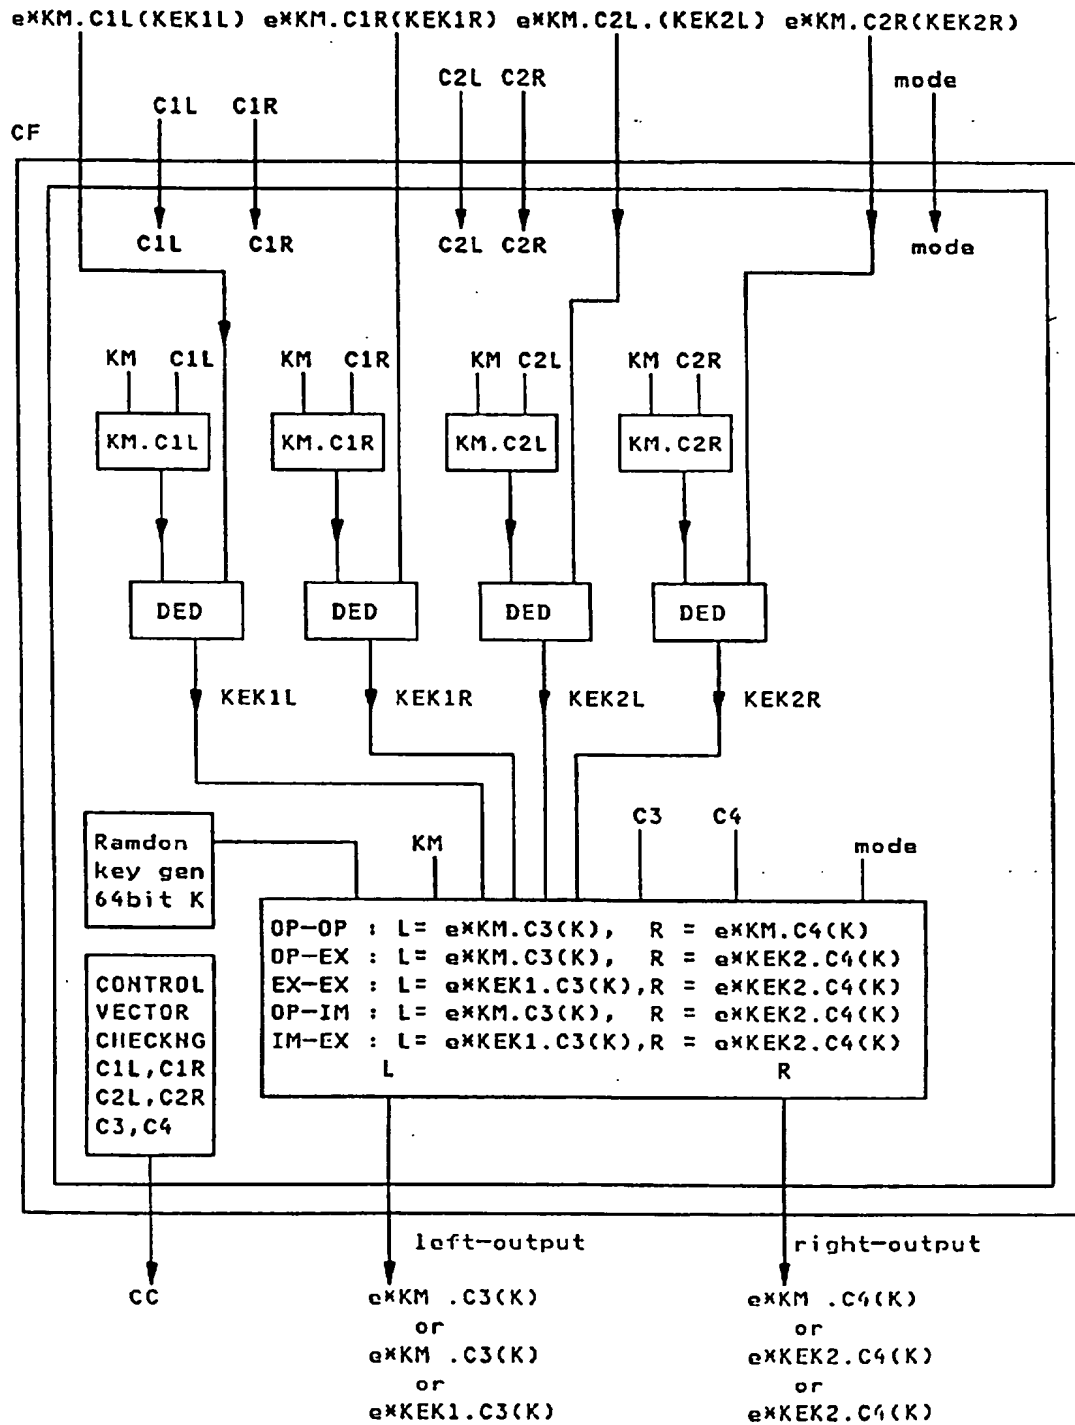 e*KM.C1L(KEK1L) e*KM.C1R(KEK1R) e*KM.C2L.(KEK2L) e*KM.C2R(KEK2R)
C2L C2R
mode
C1L C1R
CF
C1L C1R C2L C2R mode
KM C1L KM C1R KM C2L KM C2R
KM.C1L KM.C1R KM.C2L KM.C2R
DED DED DED DED
KEK1L KEK1R KEK2L KEK2R
C3 C4
Ramdon
key gen
64bit K
KM
mode
OP-OP : L= e*KM.C3(K), R = e*KM.C4(K)
OP-EX : L= e*KM.C3(K), R = e*KEK2.C4(K)
EX-EX : L= e*KEK1.C3(K),R = e*KEK2.C4(K)
OP-IM : L= e*KM.C3(K), R = e*KEK2.C4(K)
IM-EX : L= e*KEK1.C3(K),R = e*KEK2.C4(K)
L R
CONTROL
VECTOR
CHECKNG
C1L,C1R
C2L,C2R
C3,C4
left-output right-output
CC
e*KM .C3(K) e*KM .C4(K)
or or
e*KM .C3(K) e*KEK2.C4(K)
or or
e*KEK1.C3(K) e*KEK2.C4(K)